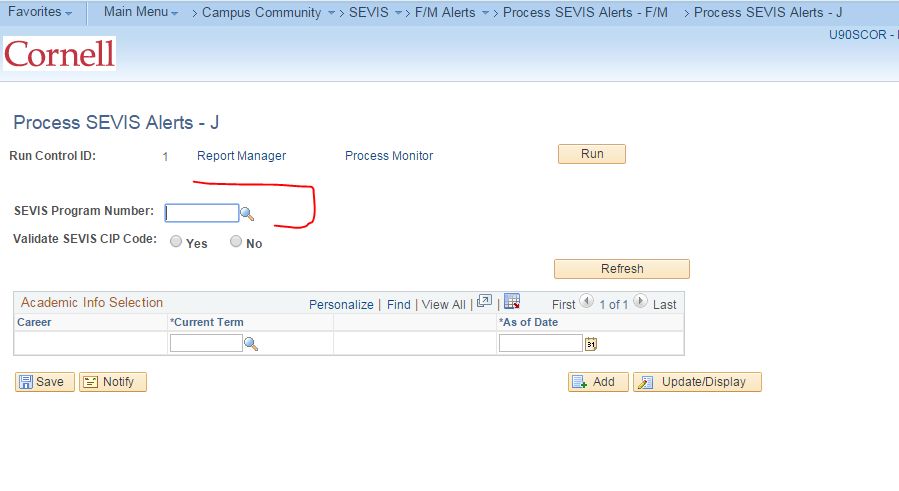 Favorites Main Menu > Campus Community > SEVIS > F/M Alerts > Process SEVIS Alerts - F/M > Process SEVIS Alerts - J
U90SCOR -
Cornell
Process SEVIS Alerts - J
Run Control ID: 1 Report Manager Process Monitor Run
SEVIS Program Number:
Validate SEVIS CIP Code: Yes No
Refresh
Academic Info Selection Personalize | Find | View All | | First 1 of 1 Last
Career *Current Term *As of Date
31
Save Notify Add Update/Display